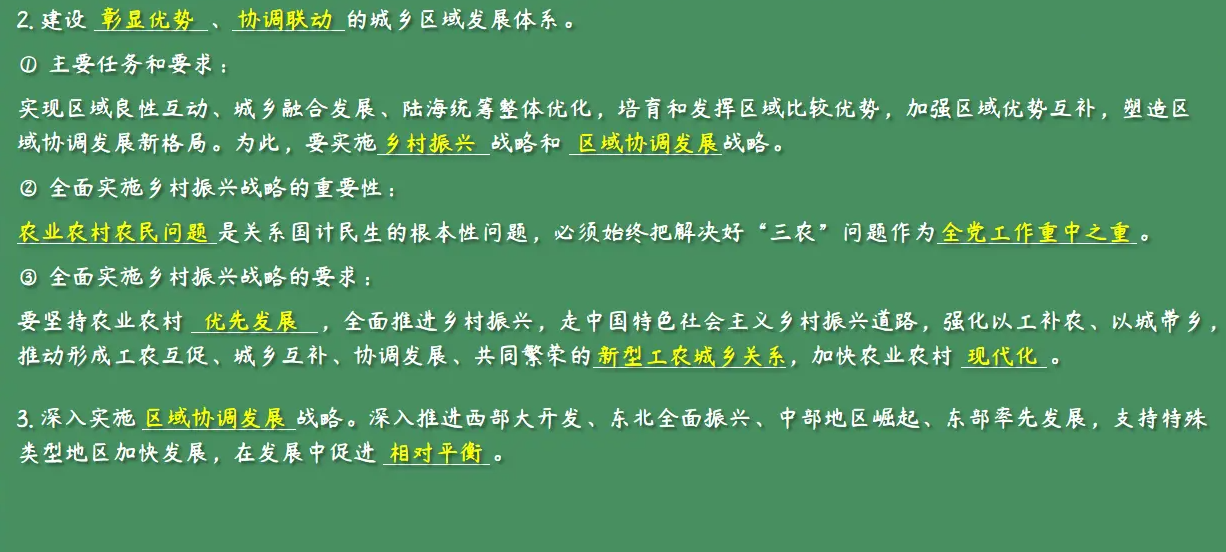 2. 建设 彰显优势 、 协调联动 的城乡区域发展体系。
① 主要任务和要求：
实现区域良性互动、城乡融合发展、陆海统筹整体优化，培育和发挥区域比较优势，加强区域优势互补，塑造区
域协调发展新格局。为此，要实施 乡村振兴 战略和 区域协调发展战略。
② 全面实施乡村振兴战略的重要性：
农业农村农民问题 是关系国计民生的根本性问题，必须始终把解决好“三农”问题作为 全党工作重中之重 。
③ 全面实施乡村振兴战略的要求：
要坚持农业农村 优先发展 ，全面推进乡村振兴，走中国特色社会主义乡村振兴道路，强化以工补农、以城带乡，
推动形成工农互促、城乡互补、协调发展、共同繁荣的新型工农城乡关系，加快农业农村 现代化 。
3. 深入实施 区域协调发展 战略。深入推进西部大开发、东北全面振兴、中部地区崛起、东部率先发展，支持特殊
类型地区加快发展，在发展中促进 相对平衡 。